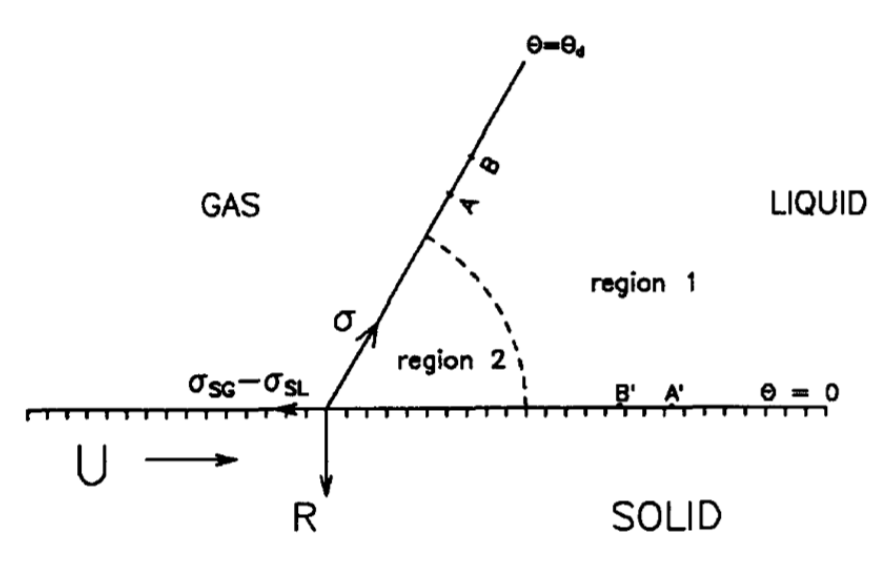 θ=θd
B
A
GAS
LIQUID
region 1
σ
region 2
σSG−σSL
B'
A'
θ = 0
U
R
SOLID